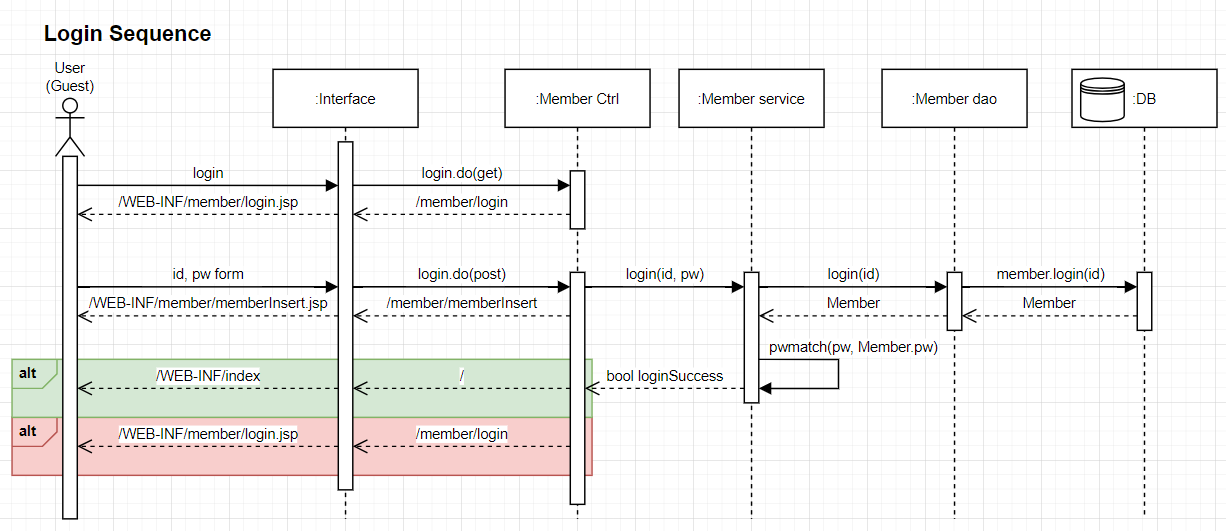 Login Sequence
User
(Guest)
:Interface
:Member Ctrl
:Member service
:Member dao
:DB
login
login.do(get)
/WEB-INF/member/login.jsp
/member/login
id, pw form
login.do(post)
login(id, pw)
login(id)
member.login(id)
/WEB-INF/member/memberInsert.jsp
/member/memberInsert
Member
Member
pwmatch(pw, Member.pw)
alt
/WEB-INF/index
/
bool loginSuccess
alt
/WEB-INF/member/login.jsp
/member/login